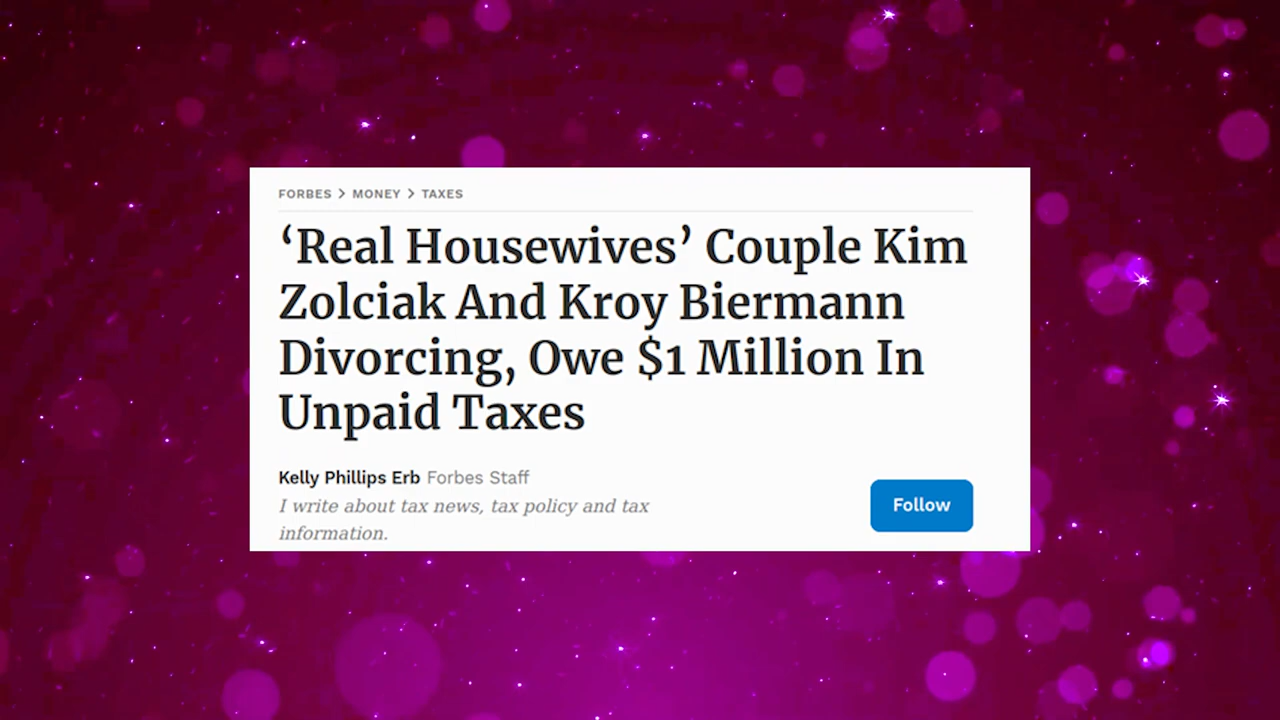 FORBES > MONEY > TAXES
‘Real Housewives’ Couple Kim
Zolciak And Kroy Biermann
Divorcing, Owe $1 Million In
Unpaid Taxes
Kelly Phillips Erb Forbes Staff
I write about tax news, tax policy and tax
information.
Follow